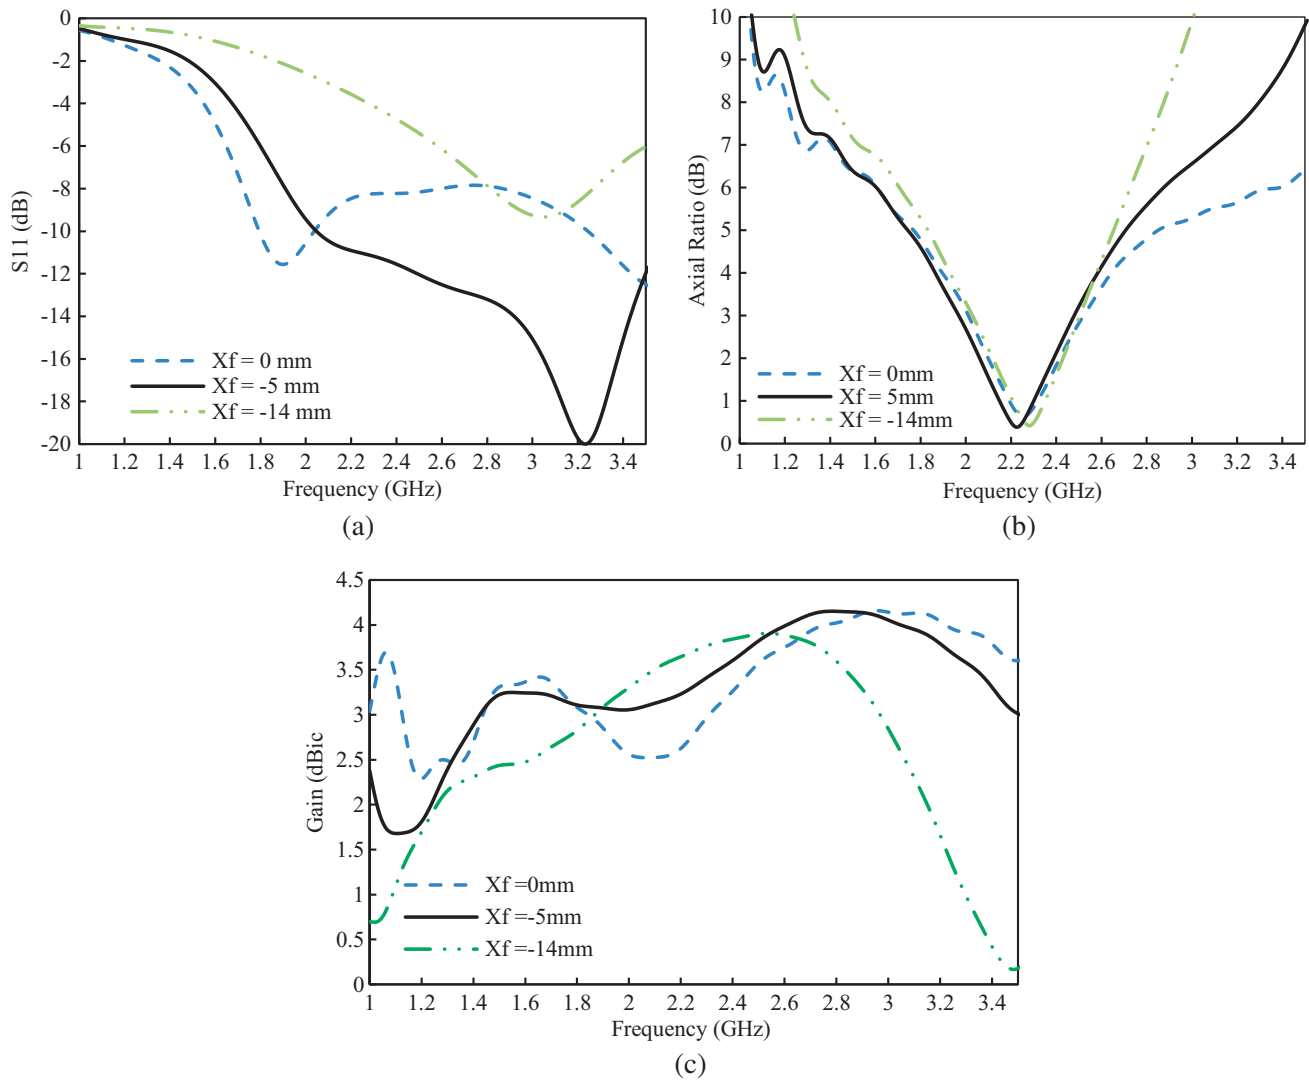 0
-2
-4
-6
-8
-10
-12
-14
-16
-18
-20
S11 (dB)
Xf = 0 mm
Xf = -5 mm
Xf = -14 mm
1 1.2 1.4 1.6 1.8 2 2.2 2.4 2.6 2.8 3 3.2 3.4
Frequency (GHz)
(a)
10
9
8
7
6
5
4
3
2
1
0
Axial Ratio (dB)
Xf = 0mm
Xf = 5mm
Xf = -14mm
1 1.2 1.4 1.6 1.8 2 2.2 2.4 2.6 2.8 3 3.2 3.4
Frequency (GHz)
(b)
4.5
4
3.5
3
2.5
2
1.5
1
0.5
0
Gain (dBic
Xf =0mm
Xf =-5mm
Xf =-14mm
1 1.2 1.4 1.6 1.8 2 2.2 2.4 2.6 2.8 3 3.2 3.4
Frequency (GHz)
(c)